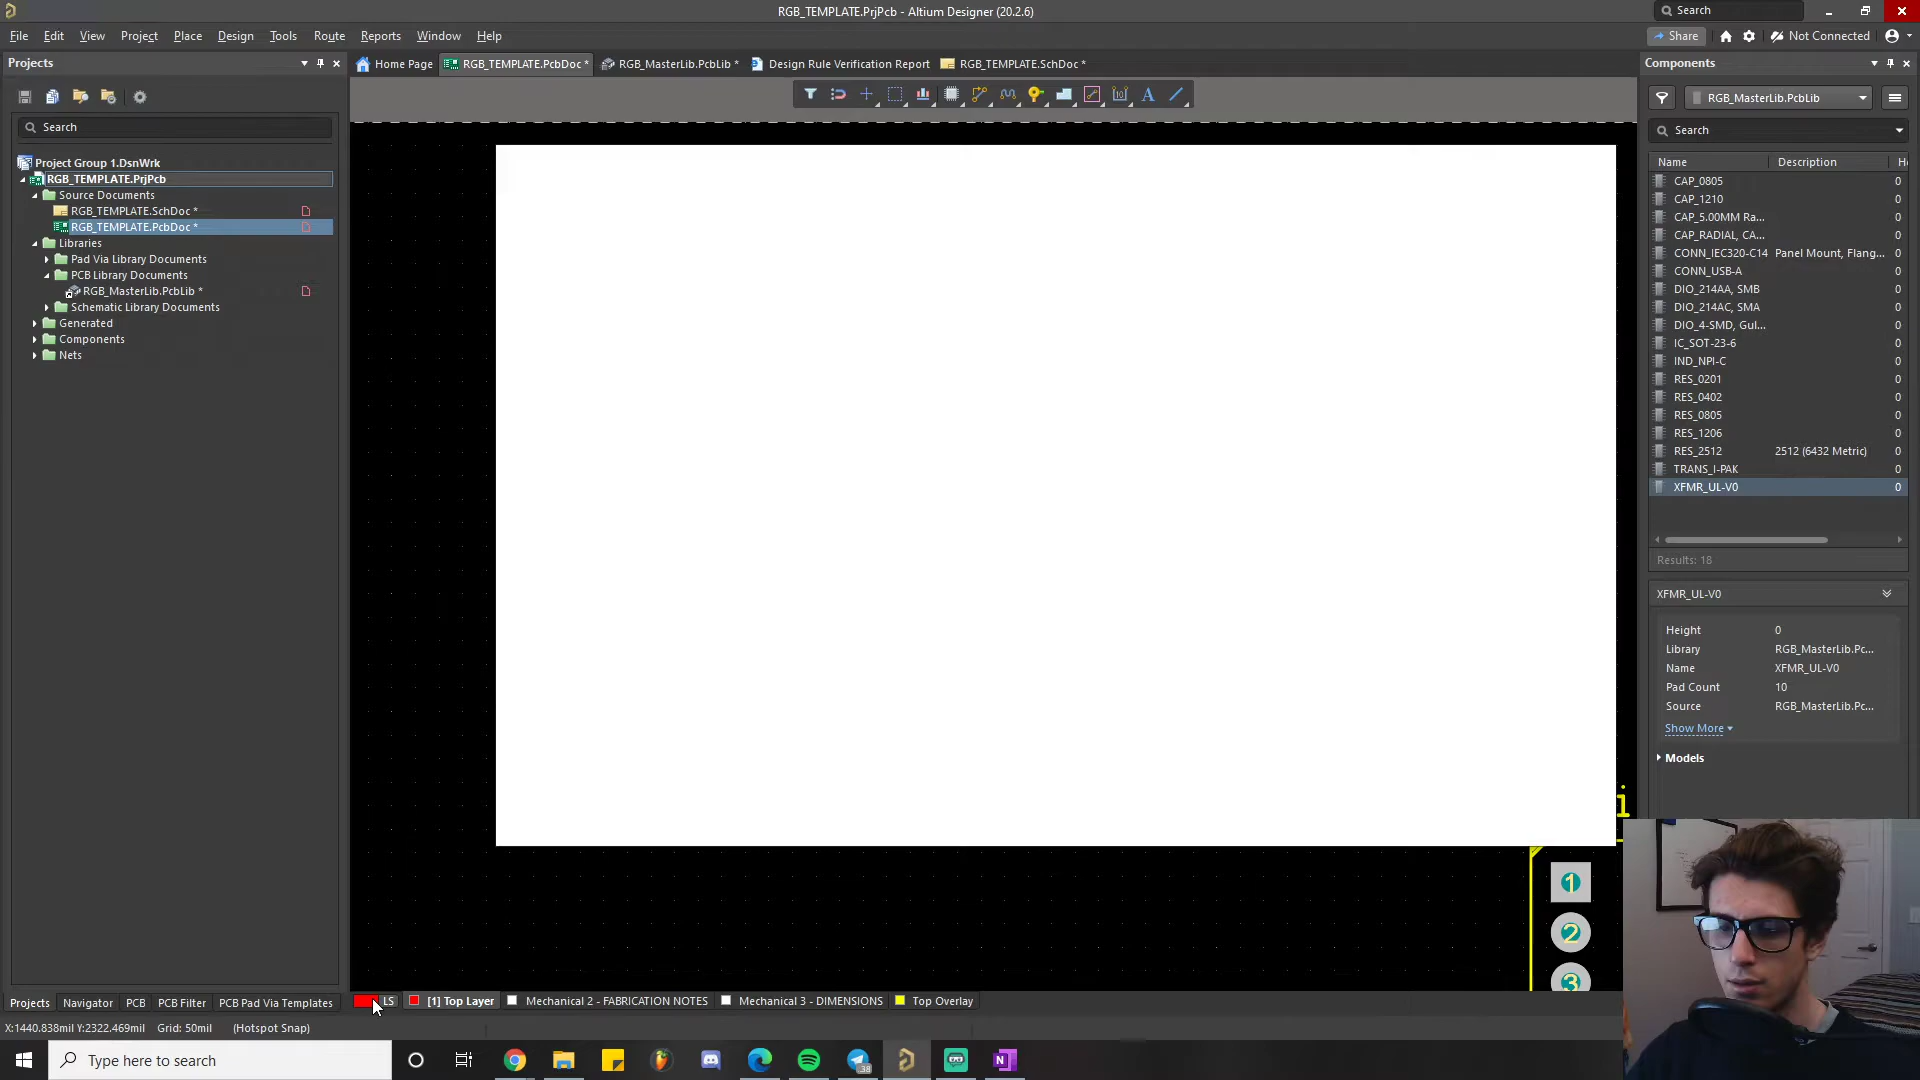 RGB_TEMPLATE.PrjPcb - Altium Designer (20.2.6)
Search
File Edit View Project Place Design Tools Route Reports Window Help
Share
Not Connected
Projects
Home Page
RGB_TEMPLATE.PcbDoc *
RGB_MasterLib.PcbLib *
Design Rule Verification Report
RGB_TEMPLATE.SchDoc *
Components
RGB_MasterLib.PcbLib
Search
Search
Name Description
Project Group 1.DsnWrk
RGB_TEMPLATE.PrjPcb
Source Documents
RGB_TEMPLATE.SchDoc *
RGB_TEMPLATE.PcbDoc *
Libraries
Pad Via Library Documents
PCB Library Documents
RGB_MasterLib.PcbLib *
Schematic Library Documents
Generated
Components
Nets
CAP_0805 0
CAP_1210 0
CAP_5.00MM Ra... 0
CAP_RADIAL, CA... 0
CONN_IEC320-C14 Panel Mount, Flang... 0
CONN_USB-A 0
DIO_214AA, SMB 0
DIO_214AC, SMA 0
DIO_4-SMD, Gul... 0
IC_SOT-23-6 0
IND_NPI-C 0
RES_0201 0
RES_0402 0
RES_0805 0
RES_1206 0
RES_2512 2512 (6432 Metric) 0
TRANS_I-PAK 0
XFMR_UL-V0 0
Results: 18
XFMR_UL-V0
Height 0
Library RGB_MasterLib.Pc...
Name XFMR_UL-V0
Pad Count 10
Source RGB_MasterLib.Pc...
Show More
Models
1
2
3
Projects Navigator PCB PCB Filter PCB Pad Via Templates
LS [1] Top Layer Mechanical 2 - FABRICATION NOTES Mechanical 3 - DIMENSIONS Top Overlay
X:1440.838mil Y:2322.469mil Grid: 50mil (Hotspot Snap)
Type here to search
38